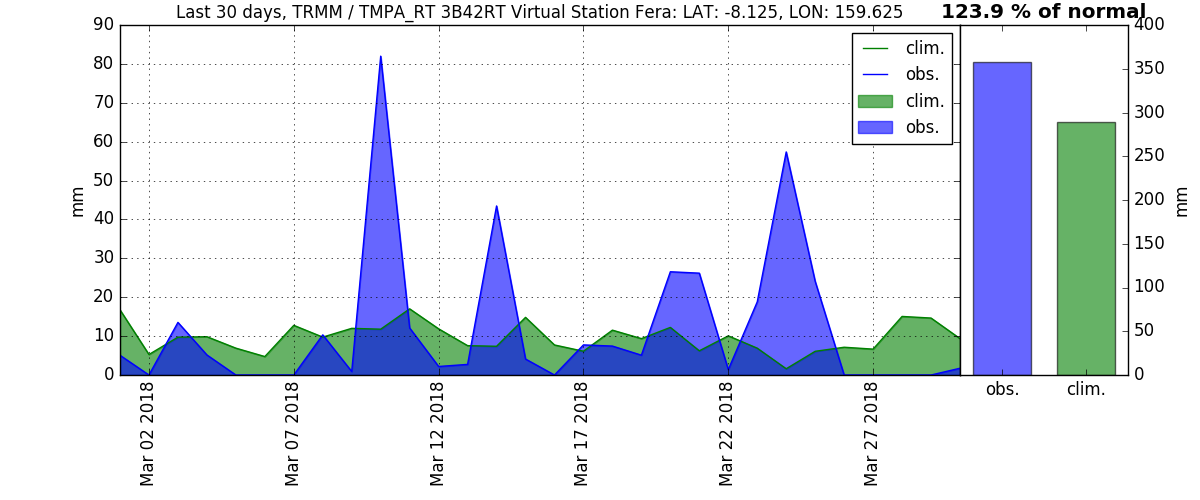 Last 30 days, TRMM / TMPA_RT 3B42RT Virtual Station Fera: LAT: -8.125, LON: 159.625
123.9 % of normal
90
80
70
60
50
40
30
20
10
0
mm
clim.
obs.
clim.
obs.
Mar 02 2018
Mar 07 2018
Mar 12 2018
Mar 17 2018
Mar 22 2018
Mar 27 2018
400
350
300
250
200
150
100
50
0
mm
obs.
clim.